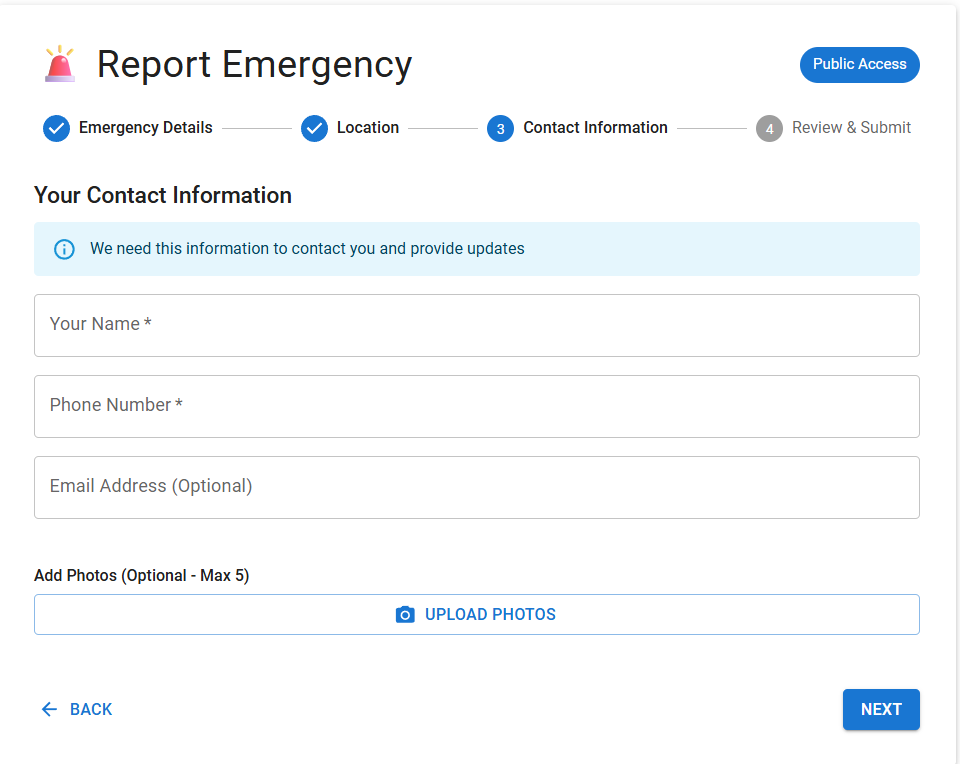 Report Emergency
Public Access
Emergency Details
Location
3 Contact Information
4 Review & Submit
Your Contact Information
We need this information to contact you and provide updates
Your Name *
Phone Number *
Email Address (Optional)
Add Photos (Optional - Max 5)
UPLOAD PHOTOS
BACK
NEXT